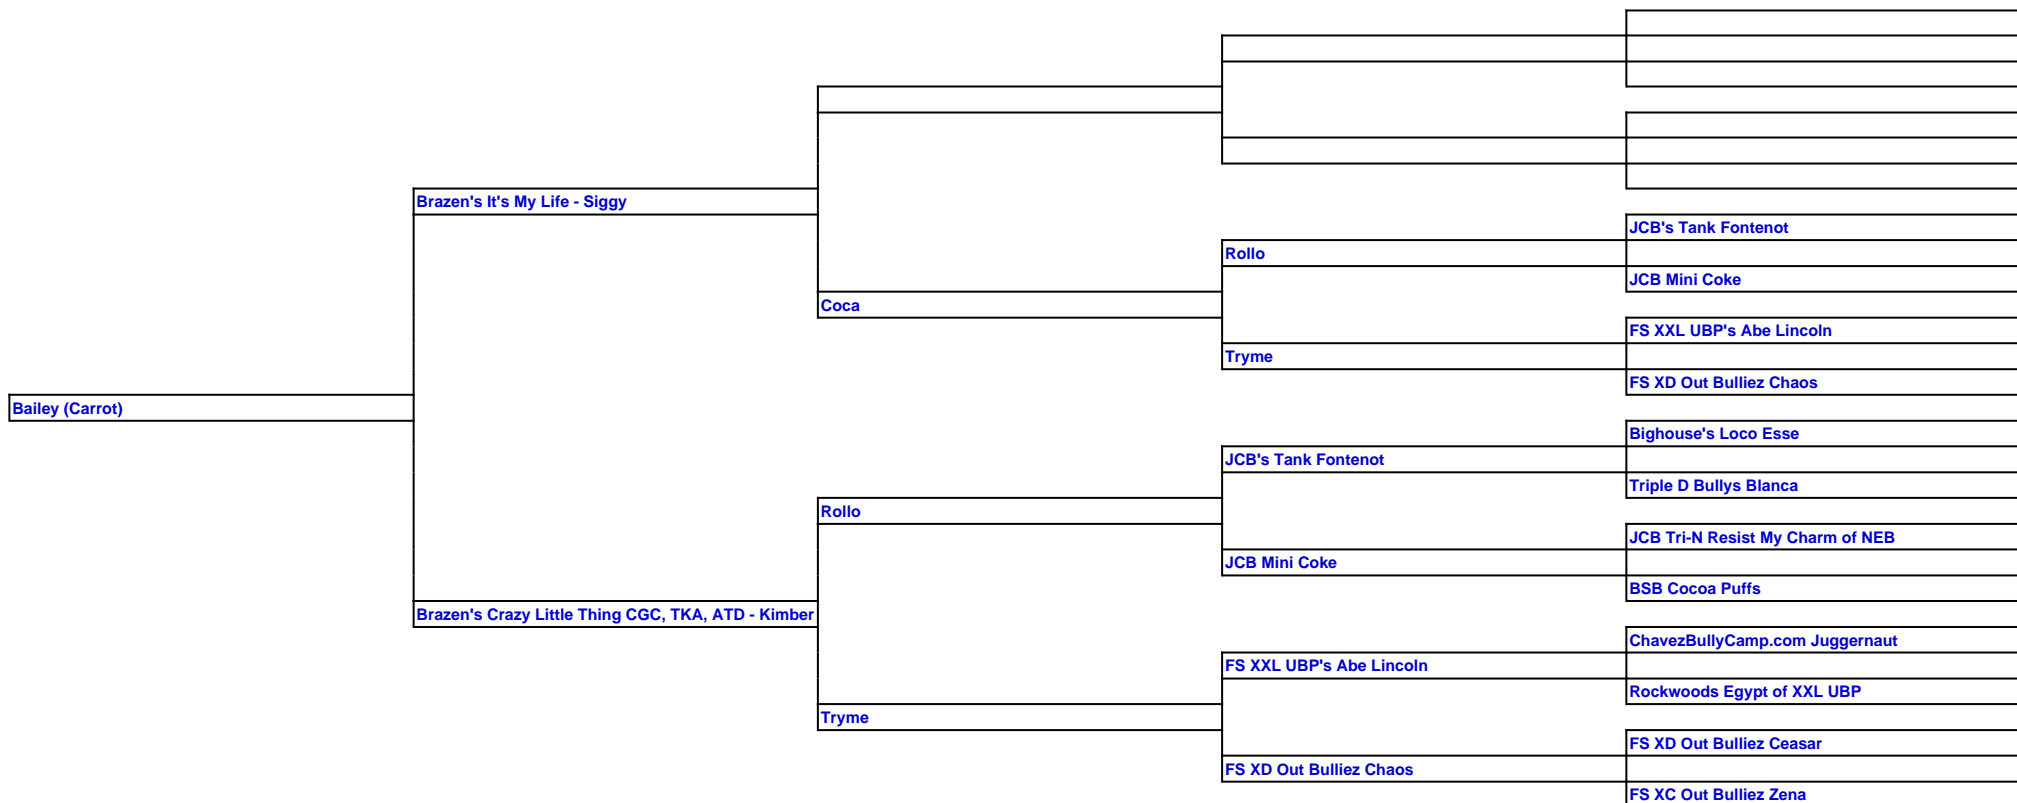 Brazen's It's My Life - Siggy
JCB's Tank Fontenot
Rollo
JCB Mini Coke
Coca
FS XXL UBP's Abe Lincoln
Tryme
FS XD Out Bulliez Chaos
Bailey (Carrot)
Bighouse's Loco Esse
JCB's Tank Fontenot
Triple D Bullys Blanca
Rollo
JCB Tri-N Resist My Charm of NEB
JCB Mini Coke
BSB Cocoa Puffs
Brazen's Crazy Little Thing CGC, TKA, ATD - Kimber
ChavezBullyCamp.com Juggernaut
FS XXL UBP's Abe Lincoln
Rockwoods Egypt of XXL UBP
Tryme
FS XD Out Bulliez Ceasar
FS XD Out Bulliez Chaos
FS XC Out Bulliez Zena